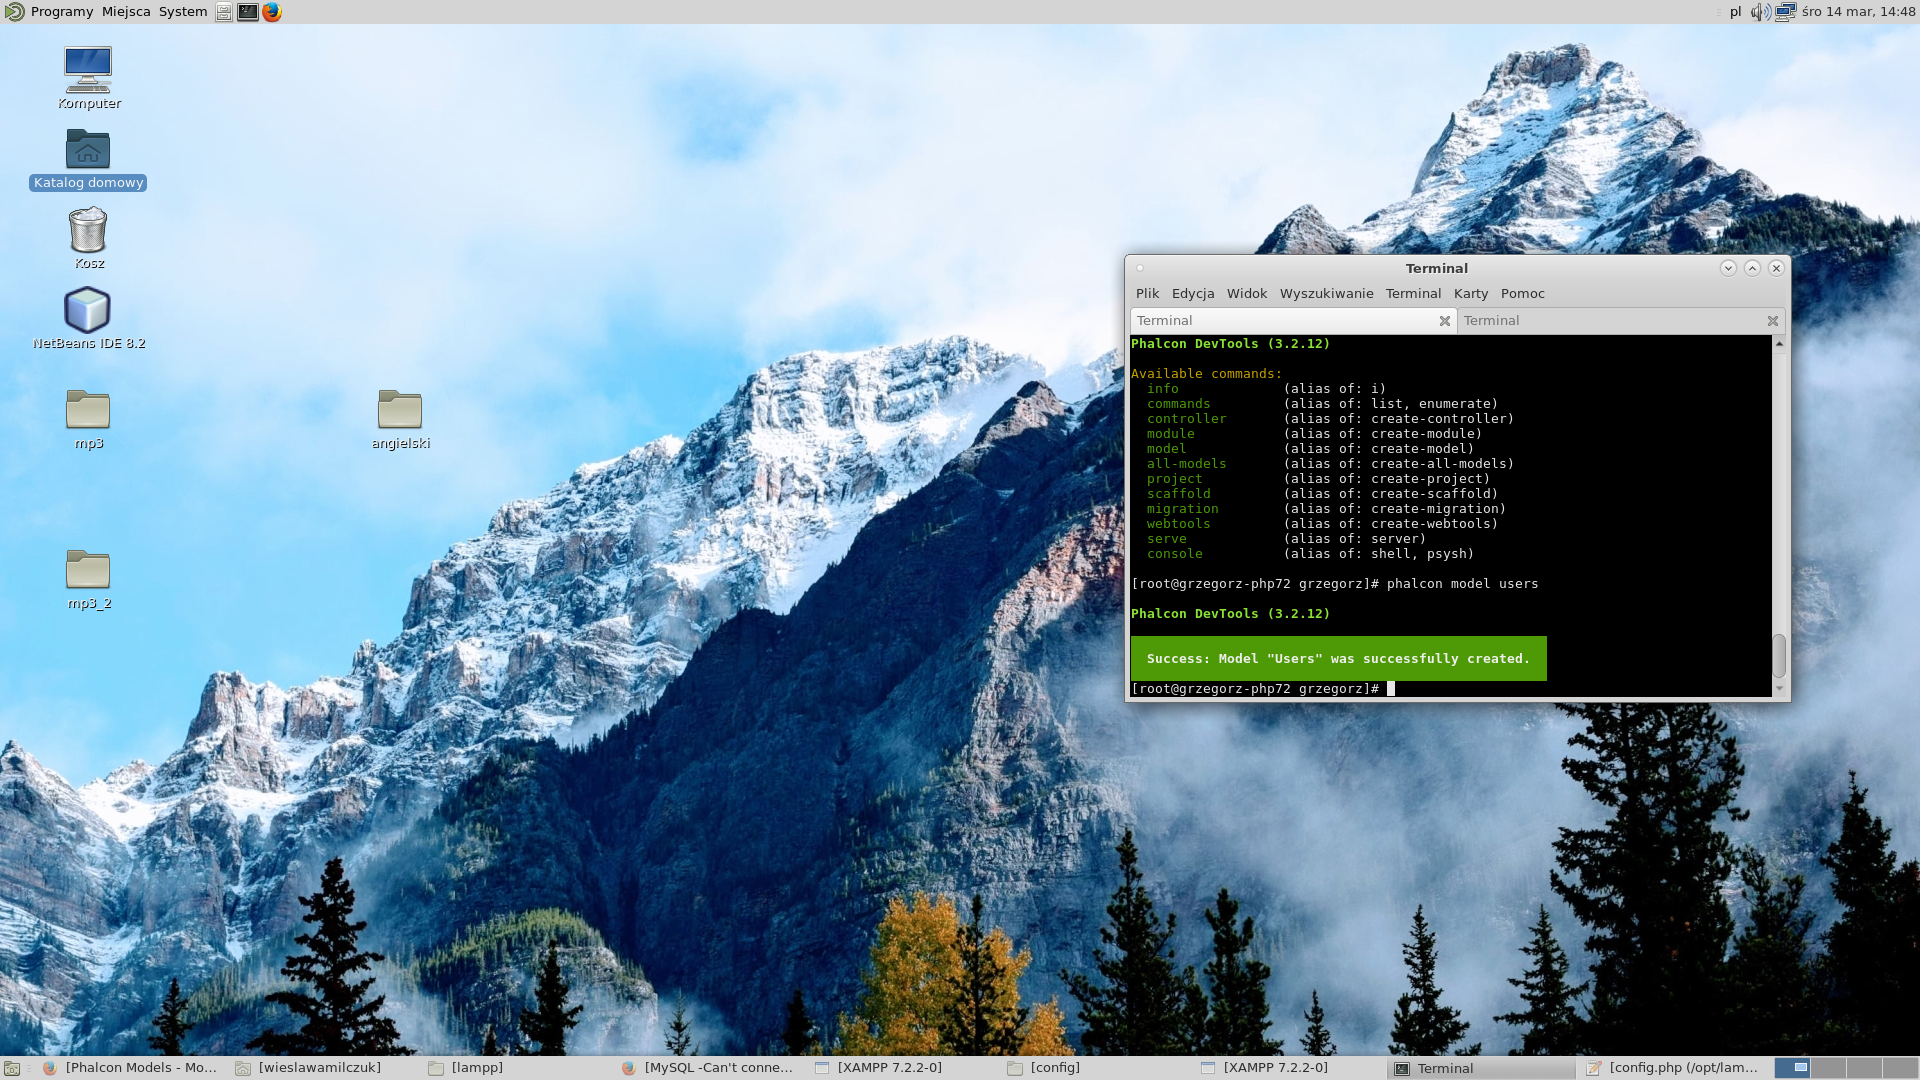 Programy Miejsca System
pl
śro 14 mar, 14:48
Komputer
Katalog domowy
Kosz
NetBeans IDE 8.2
mp3
angielski
mp3_2
Terminal
Plik Edycja Widok Wyszukiwanie Terminal Karty Pomoc
Terminal
Terminal
Phalcon DevTools (3.2.12)
Available commands:
info (alias of: i)
commands (alias of: list, enumerate)
controller (alias of: create-controller)
module (alias of: create-module)
model (alias of: create-model)
all-models (alias of: create-all-models)
project (alias of: create-project)
scaffold (alias of: create-scaffold)
migration (alias of: create-migration)
webtools (alias of: create-webtools)
serve (alias of: server)
console (alias of: shell, psysh)
[root@grzegorz-php72 grzegorz]# phalcon model users
Phalcon DevTools (3.2.12)
Success: Model "Users" was successfully created.
[root@grzegorz-php72 grzegorz]#
[Phalcon Models - Mo...
[wieslawamilczuk]
[lampp]
[MySQL -Can't conne...
[XAMPP 7.2.2-0]
[config]
[XAMPP 7.2.2-0]
Terminal
[config.php (/opt/lam...